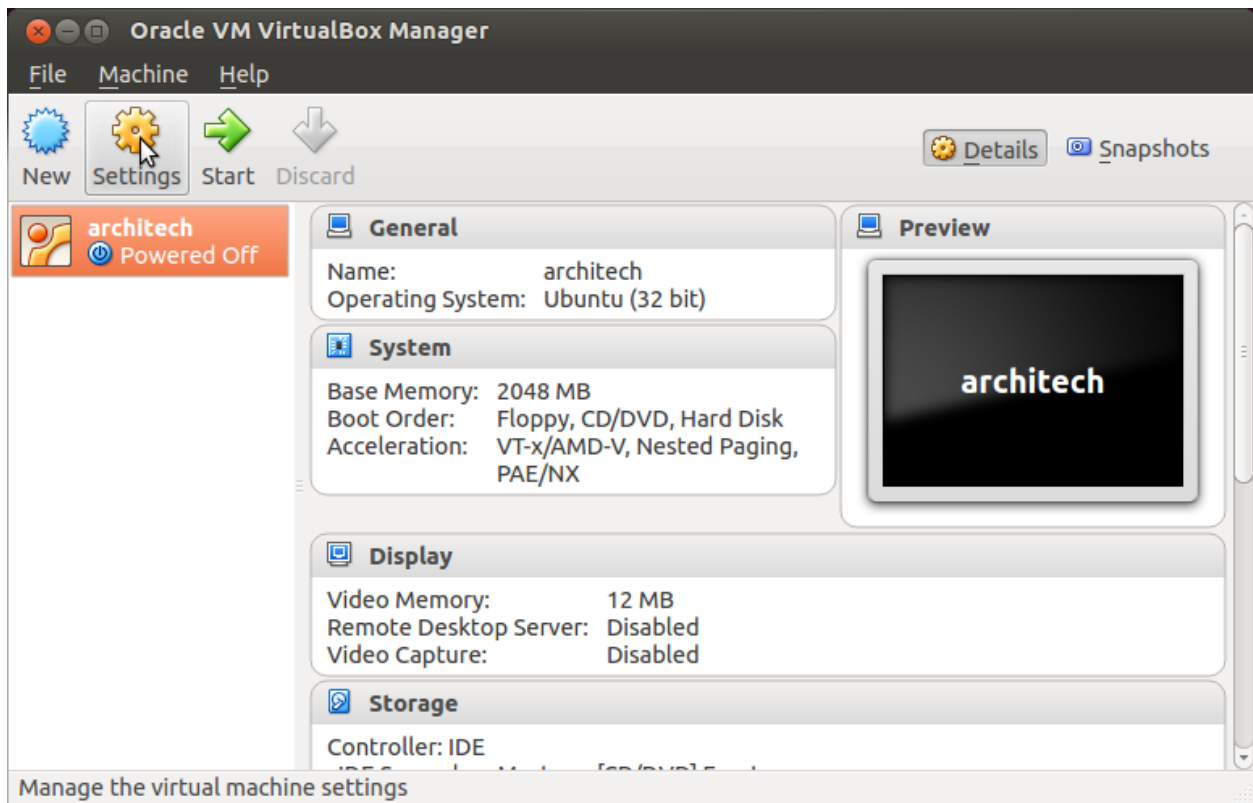 Oracle VM VirtualBox Manager
File Machine Help
New Settings Start Discard
Details Snapshots
architech
Powered Off
General
Name: architech
Operating System: Ubuntu (32 bit)
System
Base Memory: 2048 MB
Boot Order: Floppy, CD/DVD, Hard Disk
Acceleration: VT-x/AMD-V, Nested Paging,
PAE/NX
Preview
architech
Display
Video Memory: 12 MB
Remote Desktop Server: Disabled
Video Capture: Disabled
Storage
Controller: IDE
Manage the virtual machine settings